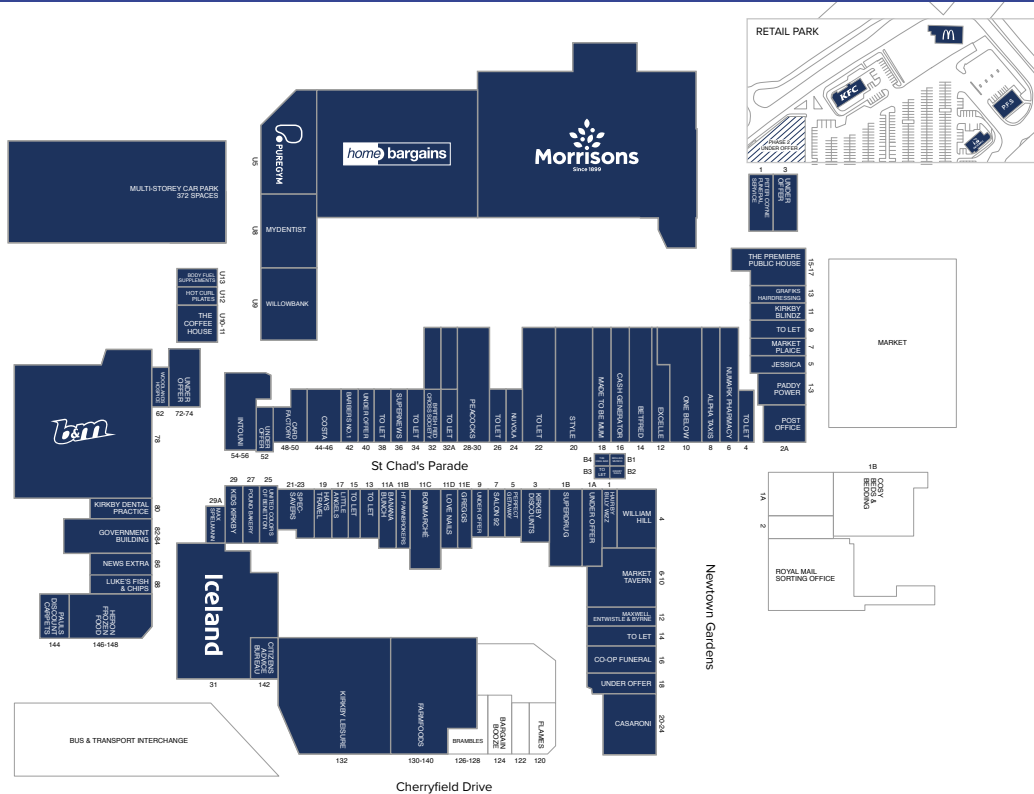 RETAIL PARK
KFC
PFS
PHASE 2
UNDER OFFER
PUREGYM
U5
home bargains
Morrisons
Since 1899
MULTI-STOREY CAR PARK
372 SPACES
MYDENTIST
U8
WILLOWBANK
U9
BODY FUEL
SUPPLEMENTS
U13
HOT CURL
PILATES
U12
THE
COFFEE
HOUSE
U10-11
1
3
PETER COYNE
FUNERAL
SERVICE
UNDER
OFFER
THE PREMIERE
PUBLIC HOUSE
15-17
GRAFIKS
HAIRDRESSING
13
KIRKBY
BLINDZ
11
TO LET
9
MARKET
PLAICE
7
JESSICA
5
PADDY
POWER
1-3
POST
OFFICE
2A
MARKET
b&m
78
WOODLANDS
HOSPICE
62
UNDER
OFFER
72-74
INTOUNI
54-56
UNDER
OFFER
52
CARD
FACTORY
48-50
COSTA
44-46
BARBERS NO.1
42
UNDER OFFER
40
TO LET
38
SUPERNEWS
36
TO LET
34
BRITISH RED
CROSS SOCIETY
32
TO LET
32A
PEACOCKS
28-30
TO LET
26
NUVOLA
24
TO LET
22
STYLE
20
MADE TO BE MUM
18
CASH GENERATOR
16
BETFRED
14
EXCELLE
12
ONE BELOW
10
ALPHA TAXIS
8
NUMARK PHARMACY
6
TO LET
4
St Chad's Parade
B4
B1
B3
TO
LET
B2
KIRKBY DENTAL
PRACTICE
80
GOVERNMENT
BUILDING
82-84
NEWS EXTRA
86
LUKE'S FISH
& CHIPS
88
PAULS
DISCOUNT
CARPETS
144
HERON
FROZEN
FOOD
146-148
29A
MAX
SPIELMANN
29
KIDS KIRKBY
27
POUND BAKERY
25
UNITED COLORS
OF BENETTON
21-23
SPEC-
SAVERS
19
HAYS
TRAVEL
17
LITTLE
ANGELS
15
TO LET
13
TO LET
11A
BANANA
BUNCH
11B
HT PAWNBROKERS
11C
BONMARCHÉ
11D
LOVE NAILS
11E
GREGGS
9
UNDER OFFER
7
SALON 92
5
PERFECT
GETAWAY
3
KIRKBY
DISCOUNTS
1B
SUPERDRUG
1A
UNDER OFFER
1
WILLIAM
HILL
4
MARKET
TAVERN
6-10
MAXWELL
ENTWISTLE & BYRNE
12
TO LET
14
CO-OP FUNERAL
16
UNDER OFFER
18
CASARONI
20-24
Newtown Gardens
1B
COSY
BEDS &
BEDDING
1A
2
ROYAL MAIL
SORTING OFFICE
Iceland
31
CITIZENS
ADVICE
BUREAU
142
KIRKBY LEISURE
132
FARMFOODS
130-140
BRAMBLES
126-128
BARGAIN
BOOZE
124
122
FLAMES
120
BUS & TRANSPORT INTERCHANGE
Cherryfield Drive